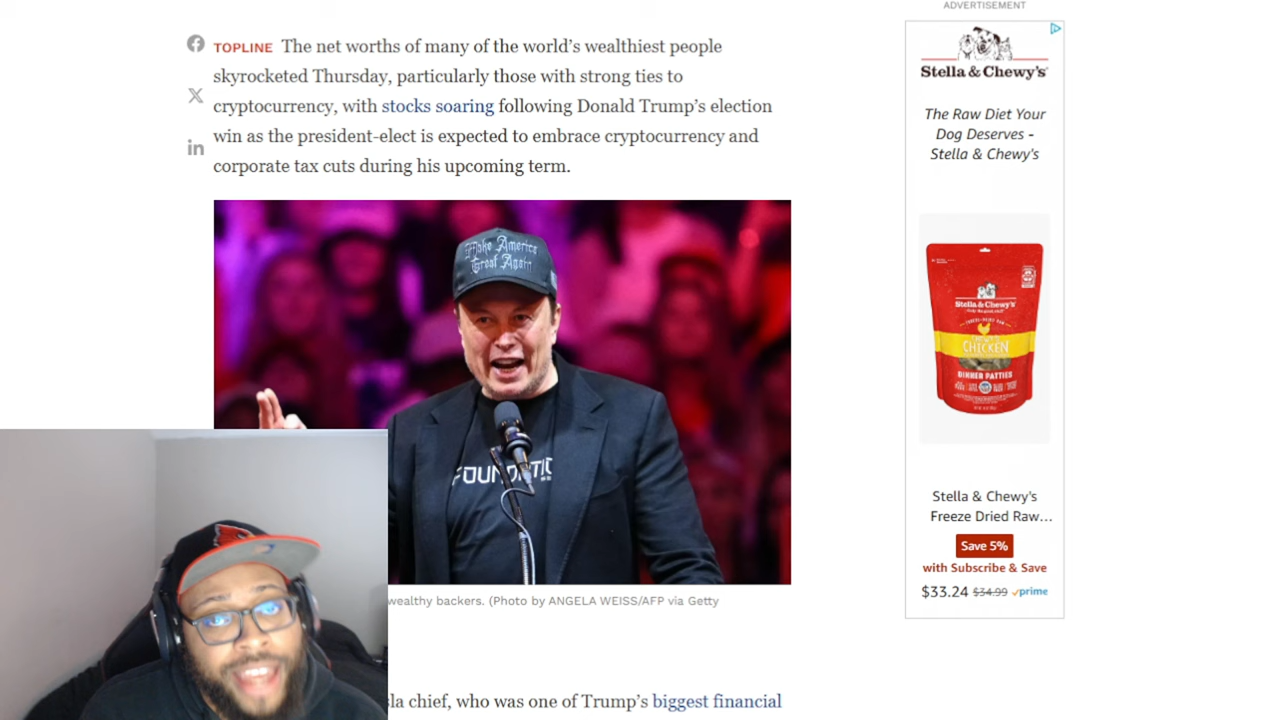 ADVERTISEMENT
TOPLINE The net worths of many of the world’s wealthiest people
skyrocketed Thursday, particularly those with strong ties to
cryptocurrency, with stocks soaring following Donald Trump’s election
win as the president-elect is expected to embrace cryptocurrency and
corporate tax cuts during his upcoming term.
Make America
Great Again
FOUND
wealthy backers. (Photo by ANGELA WEISS/AFP via Getty
la chief, who was one of Trump’s biggest financial
Stella & Chewy's
The Raw Diet Your
Dog Deserves -
Stella & Chewy's
Stella & Chewy's
CHICKEN
DINNER PATTIES
Stella & Chewy's
Freeze Dried Raw…
Save 5%
with Subscribe & Save
$33.24 $34.99 prime